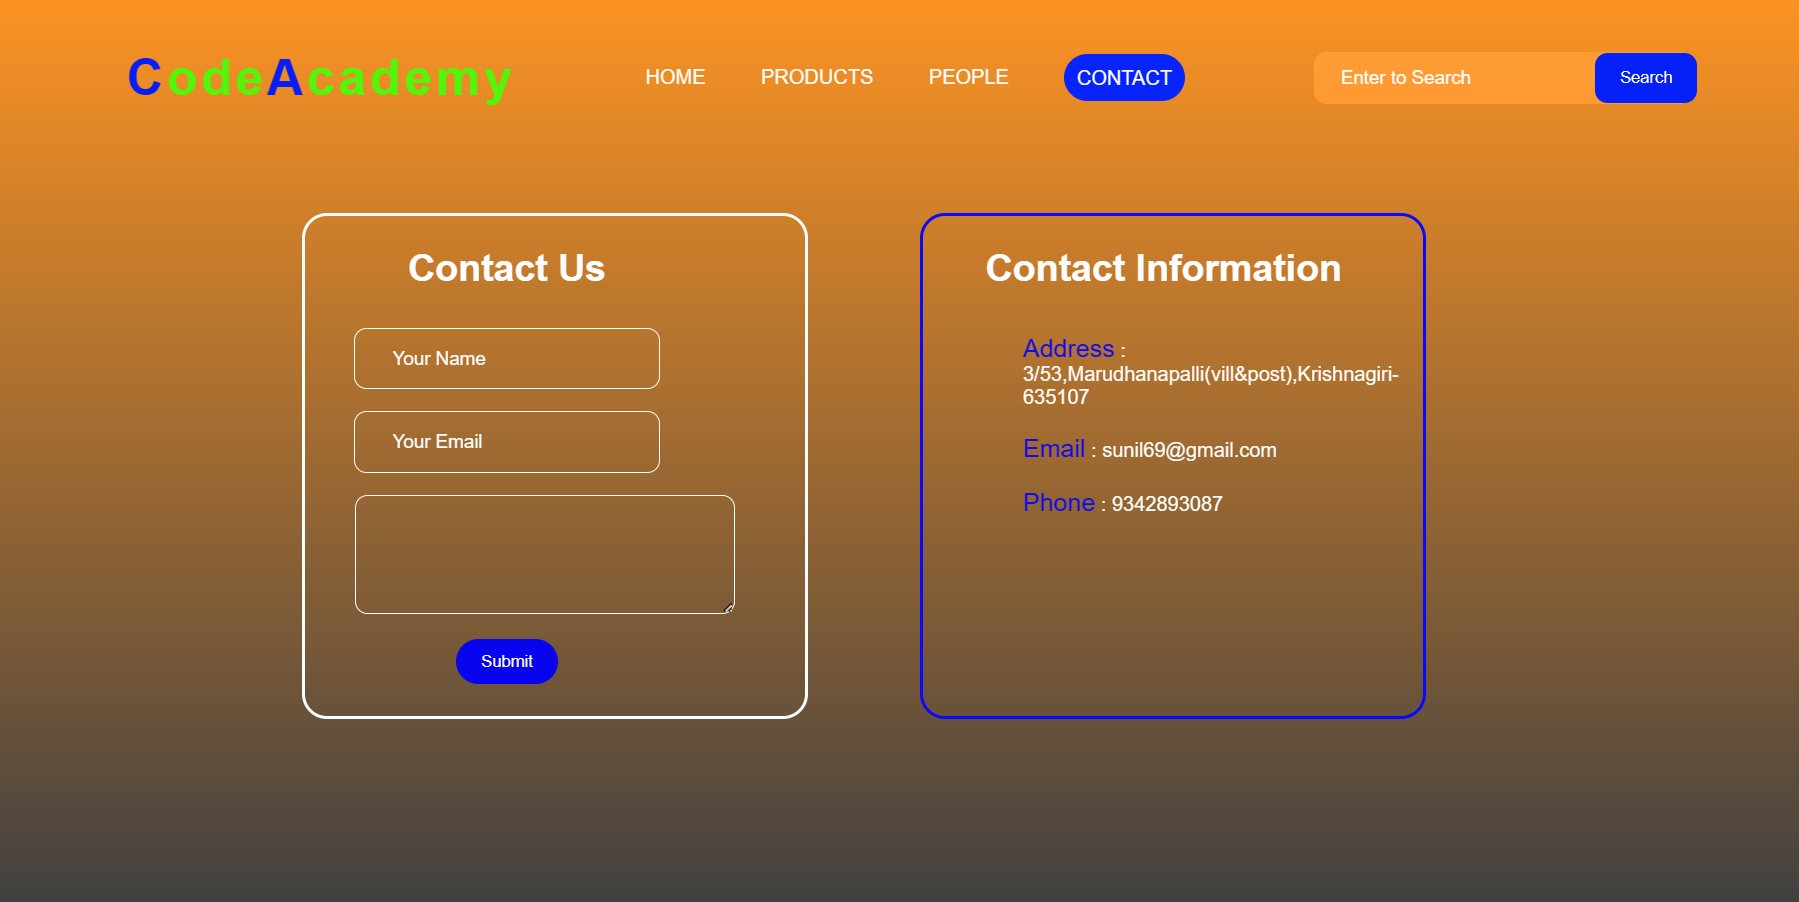 CodeAcademy
HOME
PRODUCTS
PEOPLE
CONTACT
Enter to Search
Search
Contact Us
Your Name
Your Email
Submit
Contact Information
Address :
3/53,Marudhanapalli(vill&post),Krishnagiri-
635107
Email : sunil69@gmail.com
Phone : 9342893087